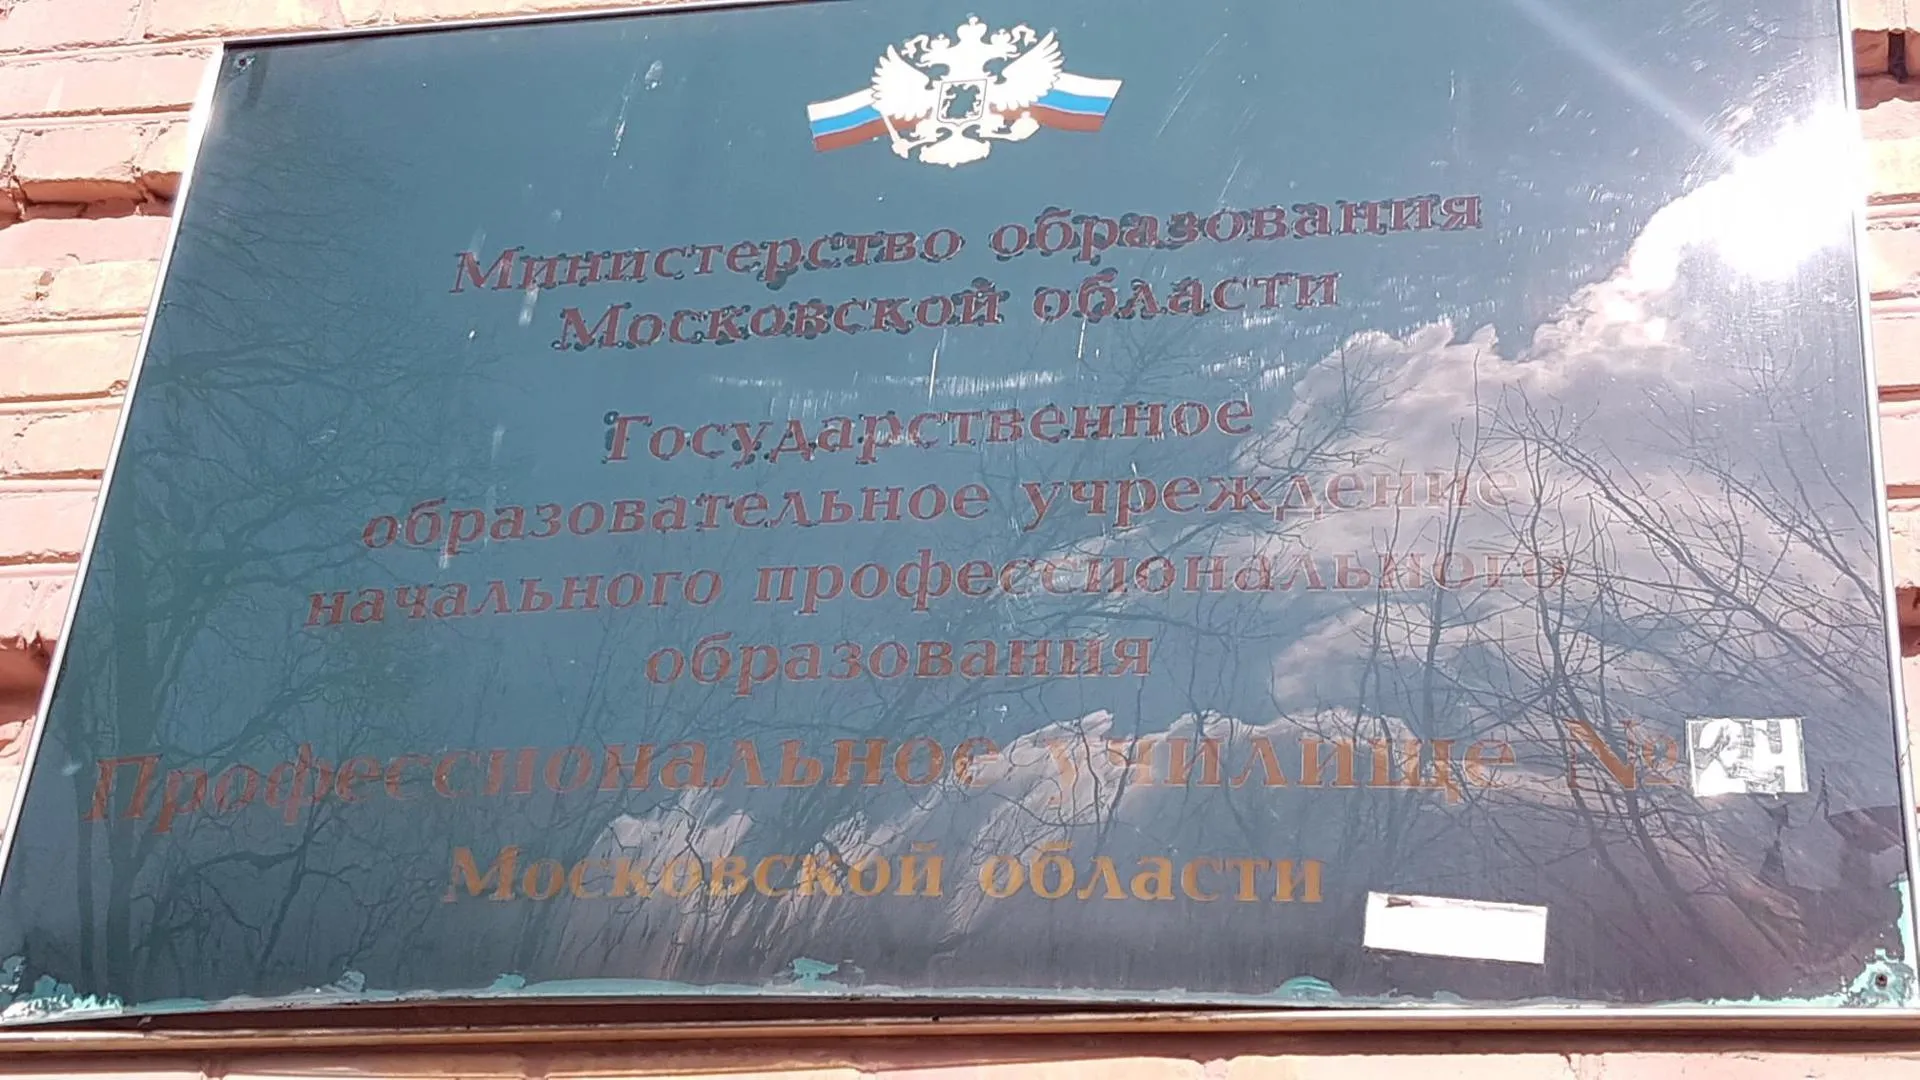 Министерство образования
Московской области
Государственное
образовательное учреждение
начального профессионального
образования
Профессиональное училище №
Московской области